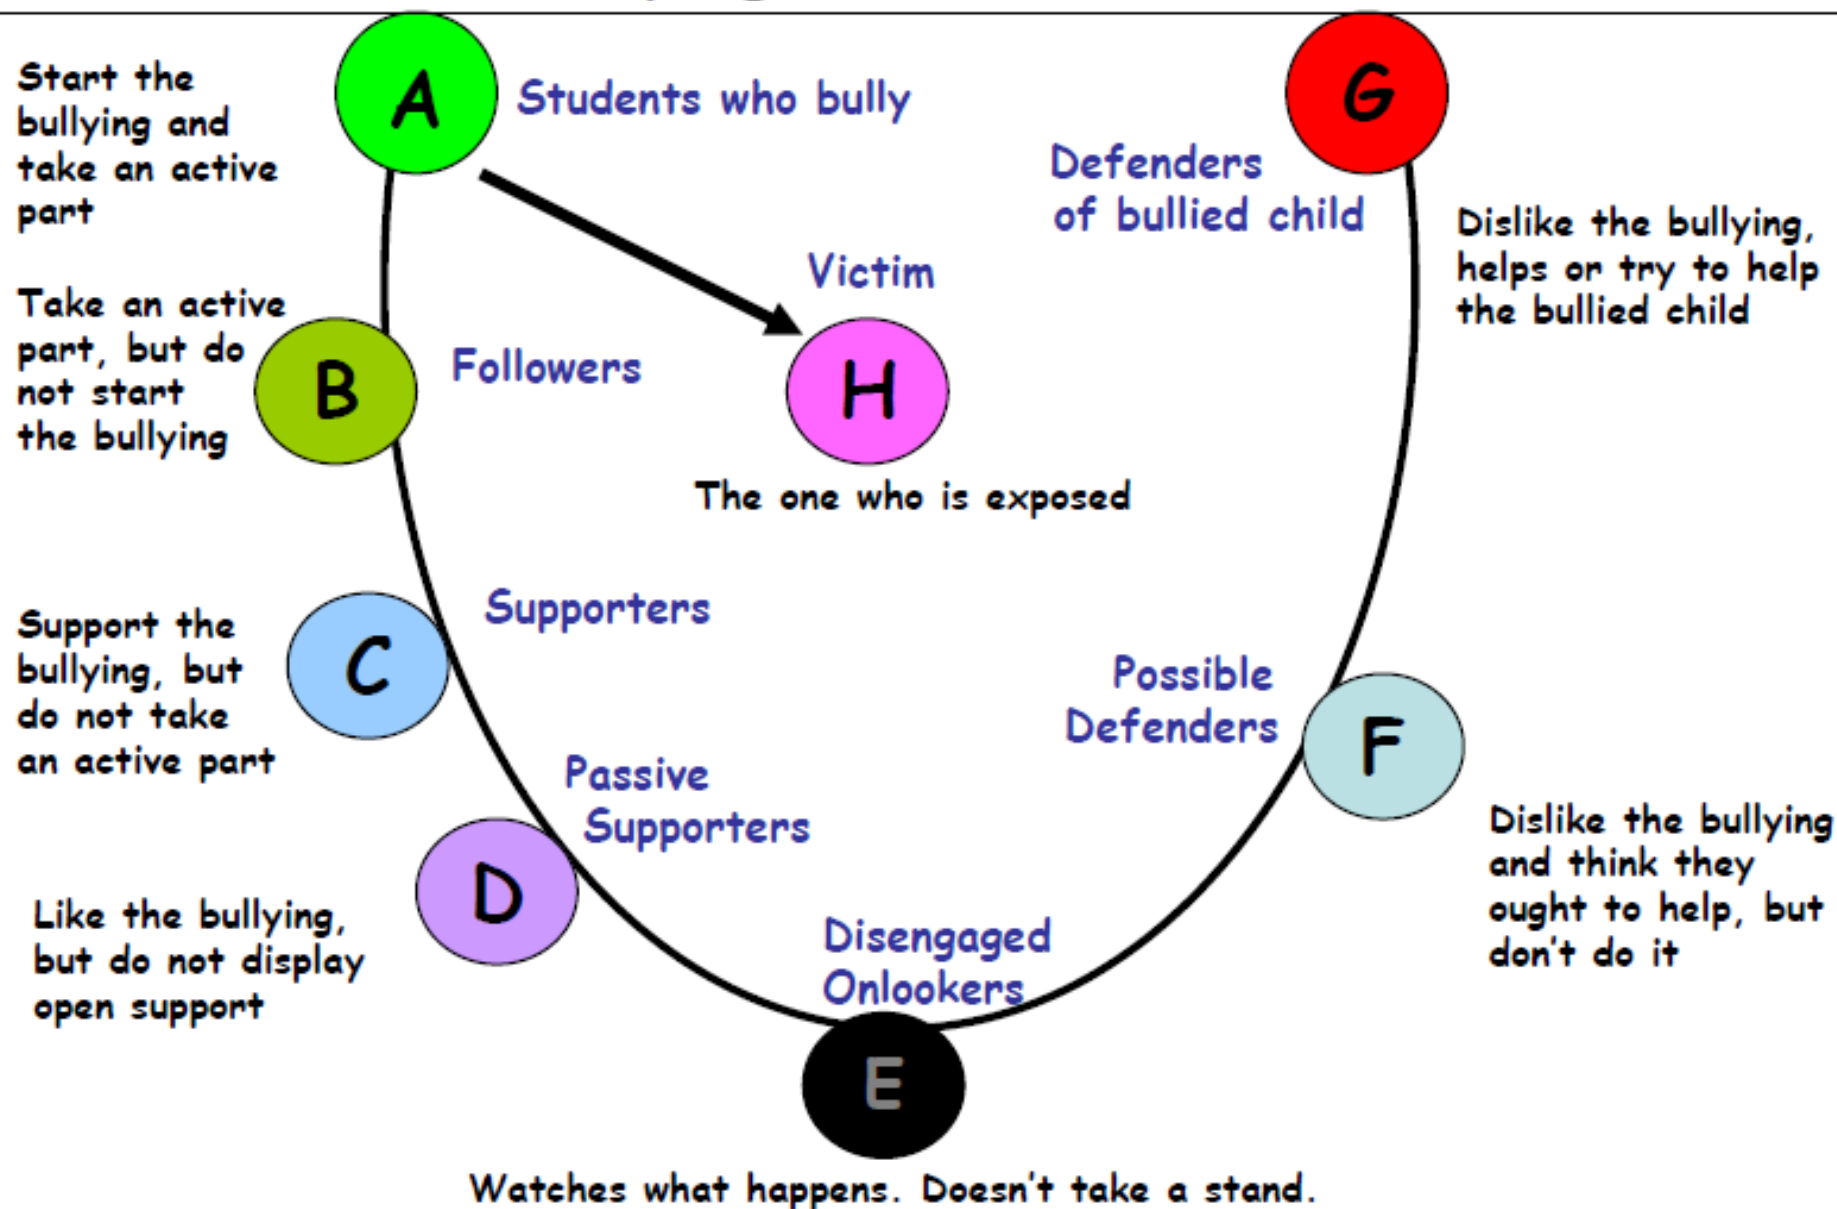 Start the
bullying and
take an active
part
A
Students who bully
G
Defenders
of bullied child
Dislike the bullying,
helps or try to help
the bullied child
Victim
H
The one who is exposed
Take an active
part, but do
not start
the bullying
B
Followers
Support the
bullying, but
do not take
an active part
C
Supporters
Possible
Defenders
F
Dislike the bullying
and think they
ought to help, but
don't do it
Passive
Supporters
D
Like the bullying,
but do not display
open support
Disengaged
Onlookers
E
Watches what happens. Doesn't take a stand.